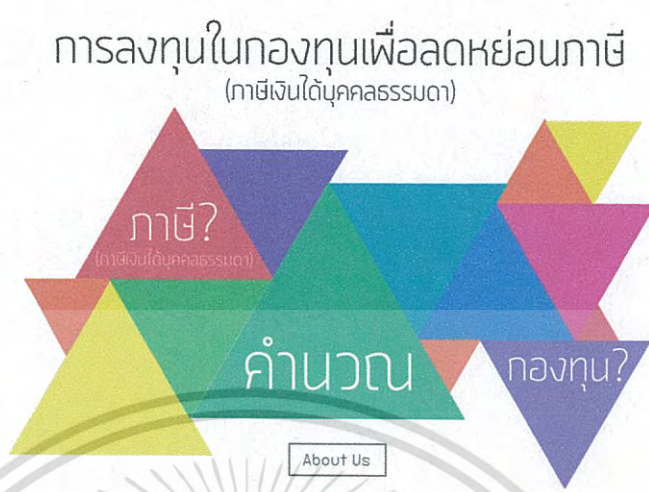 การลงทุนในกองทุนเพื่อลดหย่อนภาษี
(ภาษีเงินได้บุคคลธรรมดา)
ภาษี?
(ภาษีเงินได้บุคคลธรรมดา)
คำนวณ
กองทุน?
About Us